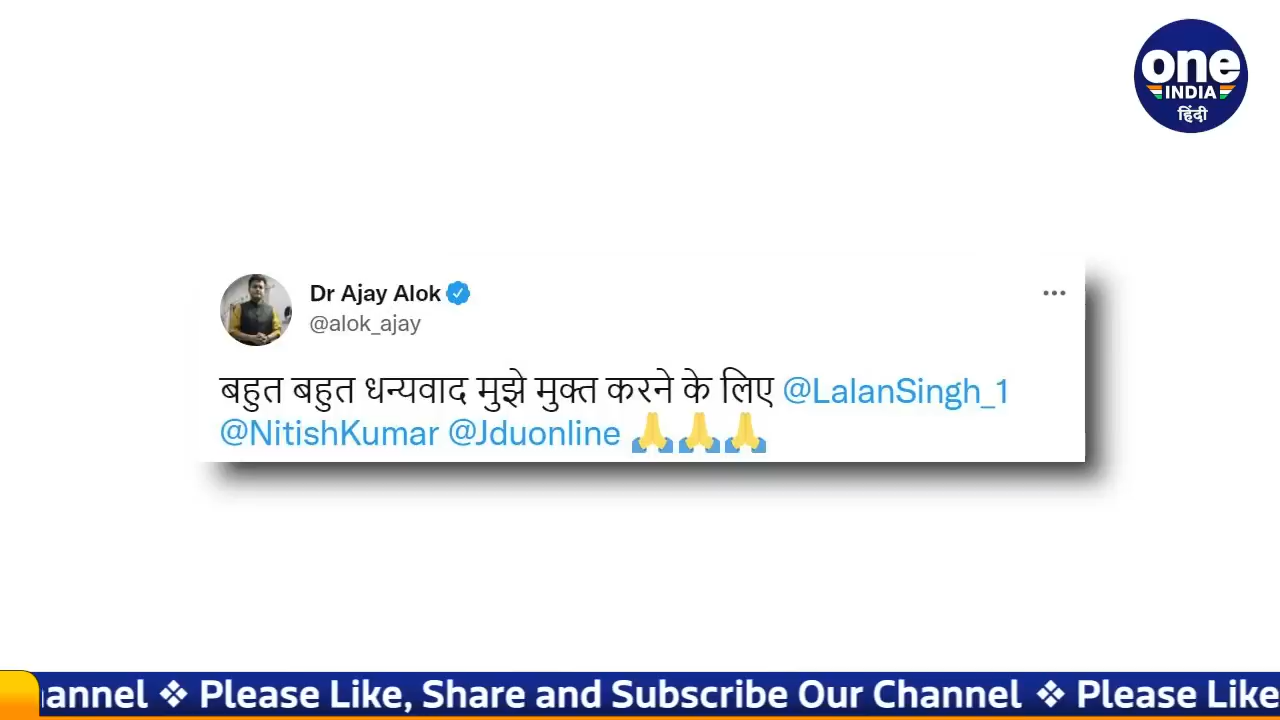 one
INDIA
हिंदी
Dr Ajay Alok
@alok_ajay
बहुत बहुत धन्यवाद मुझे मुक्त करने के लिए @LalanSingh_1
@NitishKumar @Jduonline 🙏🙏🙏
annel ❖ Please Like, Share and Subscribe Our Channel ❖ Please Like